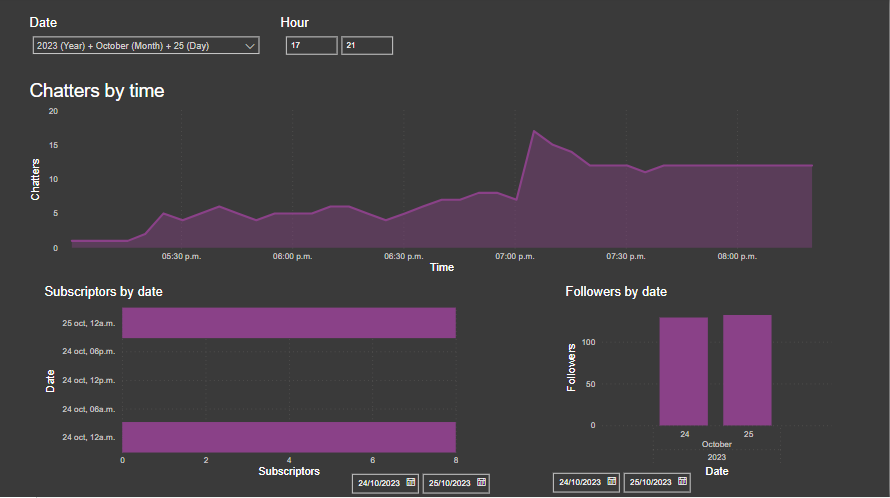 Date
Hour
2023 (Year) + October (Month) + 25 (Day)
17
21
Chatters by time
20
15
10
5
0
Chatters
05:30 p.m.
06:00 p.m.
06:30 p.m.
07:00 p.m.
07:30 p.m.
08:00 p.m.
Time
Subscriptors by date
25 oct, 12a.m.
24 oct, 06p.m.
24 oct, 12p.m.
24 oct, 06a.m.
24 oct, 12a.m.
Date
0
2
4
6
8
Subscriptors
24/10/2023
25/10/2023
Followers by date
100
50
0
Followers
24
25
October
2023
Date
24/10/2023
25/10/2023